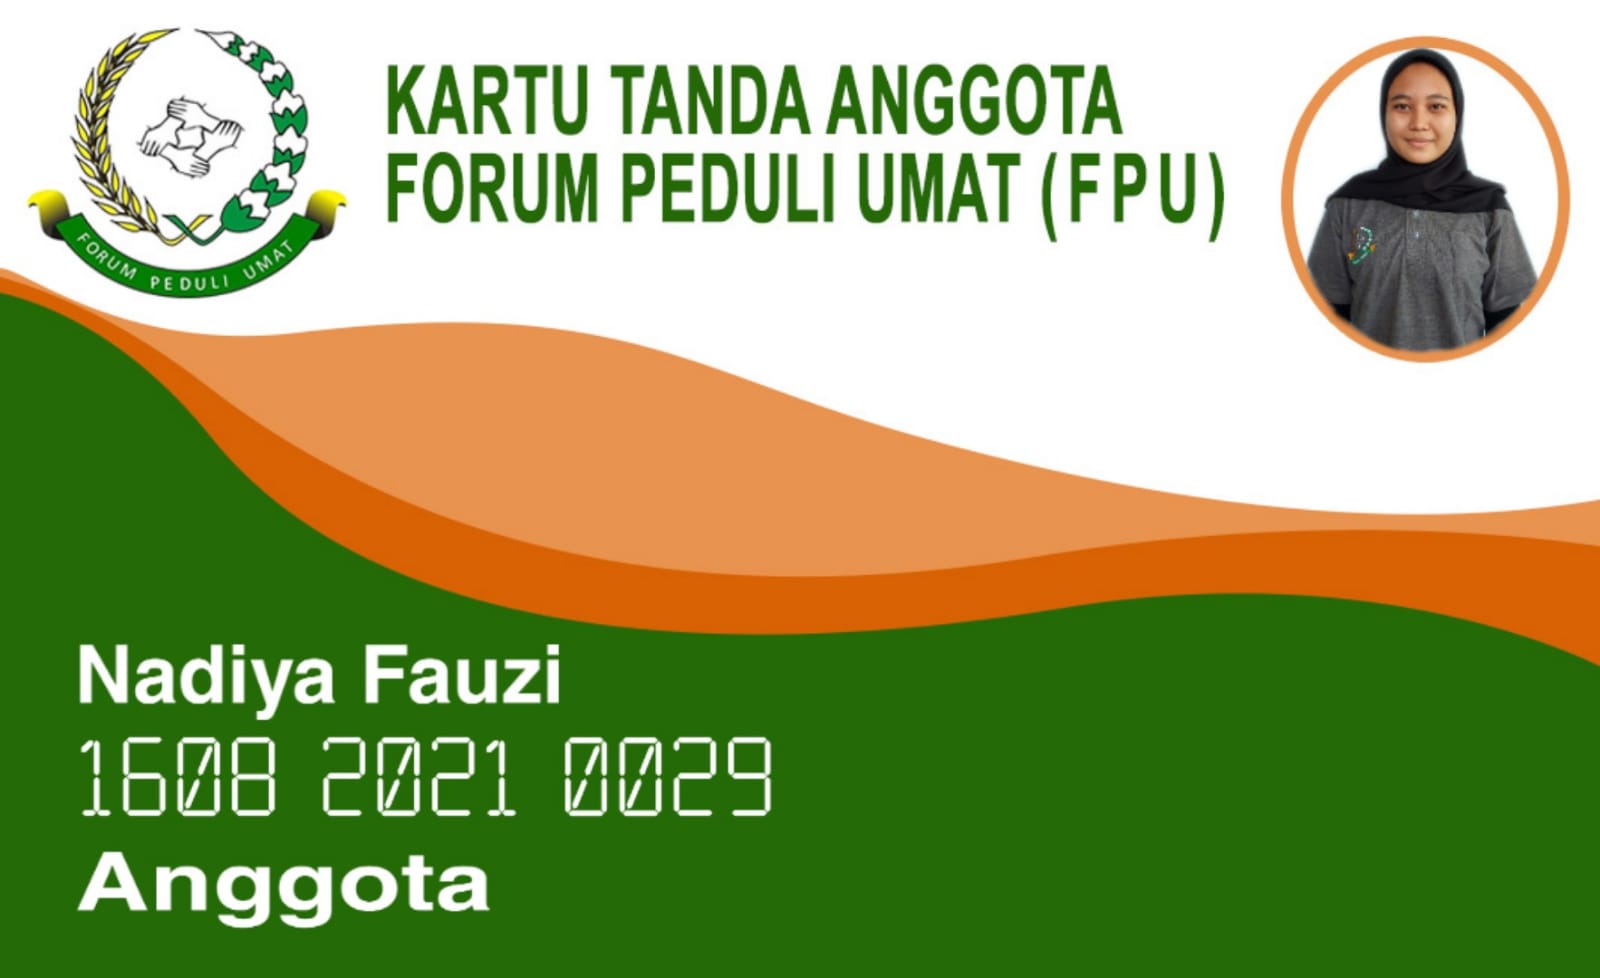 KARTU TANDA ANGGOTA
FORUM PEDULI UMAT (FPU)
FORUM PEDULI UMAT
Nadiya Fauzi
1608 2021 0029
Anggota